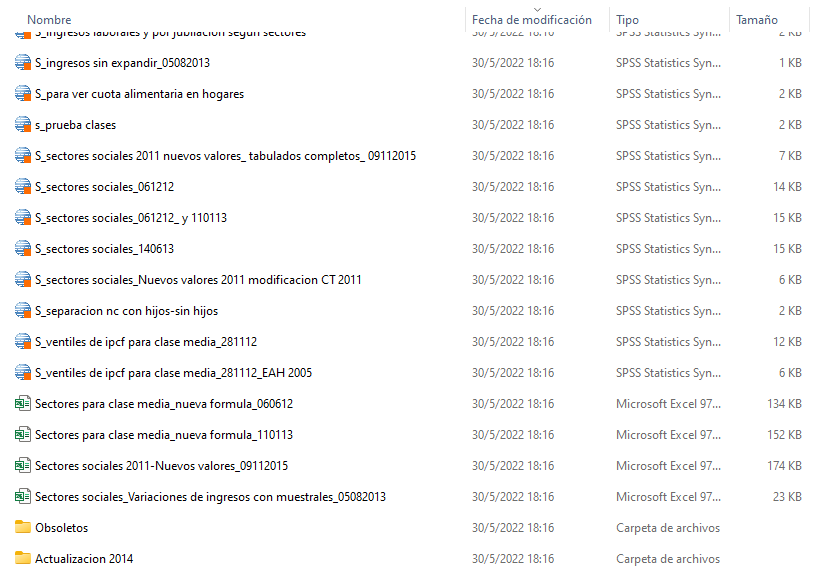 Nombre Fecha de modificación Tipo Tamaño
S_ingresos laborales y por jubilación según sectores 30/5/2022 18:16 SPSS Statistics Syn... 2 KB
S_ingresos sin expandir_05082013 30/5/2022 18:16 SPSS Statistics Syn... 1 KB
S_para ver cuota alimentaria en hogares 30/5/2022 18:16 SPSS Statistics Syn... 2 KB
s_prueba clases 30/5/2022 18:16 SPSS Statistics Syn... 2 KB
S_sectores sociales 2011 nuevos valores_ tabulados completos_ 09112015 30/5/2022 18:16 SPSS Statistics Syn... 7 KB
S_sectores sociales_061212 30/5/2022 18:16 SPSS Statistics Syn... 14 KB
S_sectores sociales_061212_ y 110113 30/5/2022 18:16 SPSS Statistics Syn... 15 KB
S_sectores sociales_140613 30/5/2022 18:16 SPSS Statistics Syn... 15 KB
S_sectores sociales_Nuevos valores 2011 modificacion CT 2011 30/5/2022 18:16 SPSS Statistics Syn... 6 KB
S_separacion nc con hijos-sin hijos 30/5/2022 18:16 SPSS Statistics Syn... 2 KB
S_ventiles de ipcf para clase media_281112 30/5/2022 18:16 SPSS Statistics Syn... 12 KB
S_ventiles de ipcf para clase media_281112_EAH 2005 30/5/2022 18:16 SPSS Statistics Syn... 6 KB
Sectores para clase media_nueva formula_060612 30/5/2022 18:16 Microsoft Excel 97... 134 KB
Sectores para clase media_nueva formula_110113 30/5/2022 18:16 Microsoft Excel 97... 152 KB
Sectores sociales 2011-Nuevos valores_09112015 30/5/2022 18:16 Microsoft Excel 97... 174 KB
Sectores sociales_Variaciones de ingresos con muestrales_05082013 30/5/2022 18:16 Microsoft Excel 97... 23 KB
Obsoletos 30/5/2022 18:16 Carpeta de archivos
Actualizacion 2014 30/5/2022 18:16 Carpeta de archivos